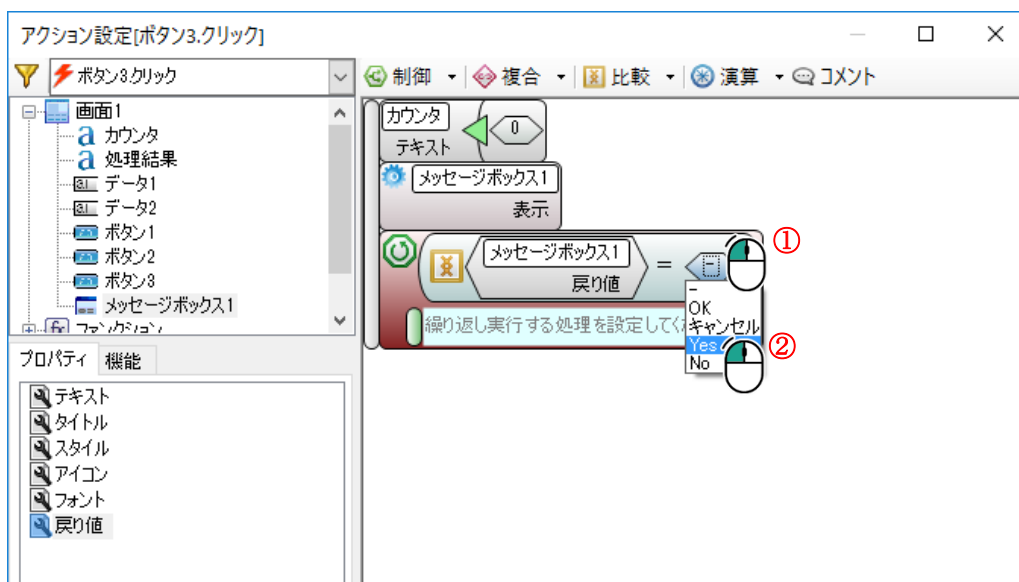 アクション設定[ボタン3.クリック]
ボタン3.クリック
制御 複合 比較 演算 コメント
画面1
カウンタ
処理結果
データ1
データ2
ボタン1
ボタン2
ボタン3
メッセージボックス1
ファンクション
プロパティ 機能
テキスト
タイトル
スタイル
アイコン
フォント
戻り値
カウンタ
テキスト
0
メッセージボックス1
表示
メッセージボックス1
戻り値
=
-
①
繰り返し実行する処理を設定してく
-
OK
キャンセル
Yes
No
②